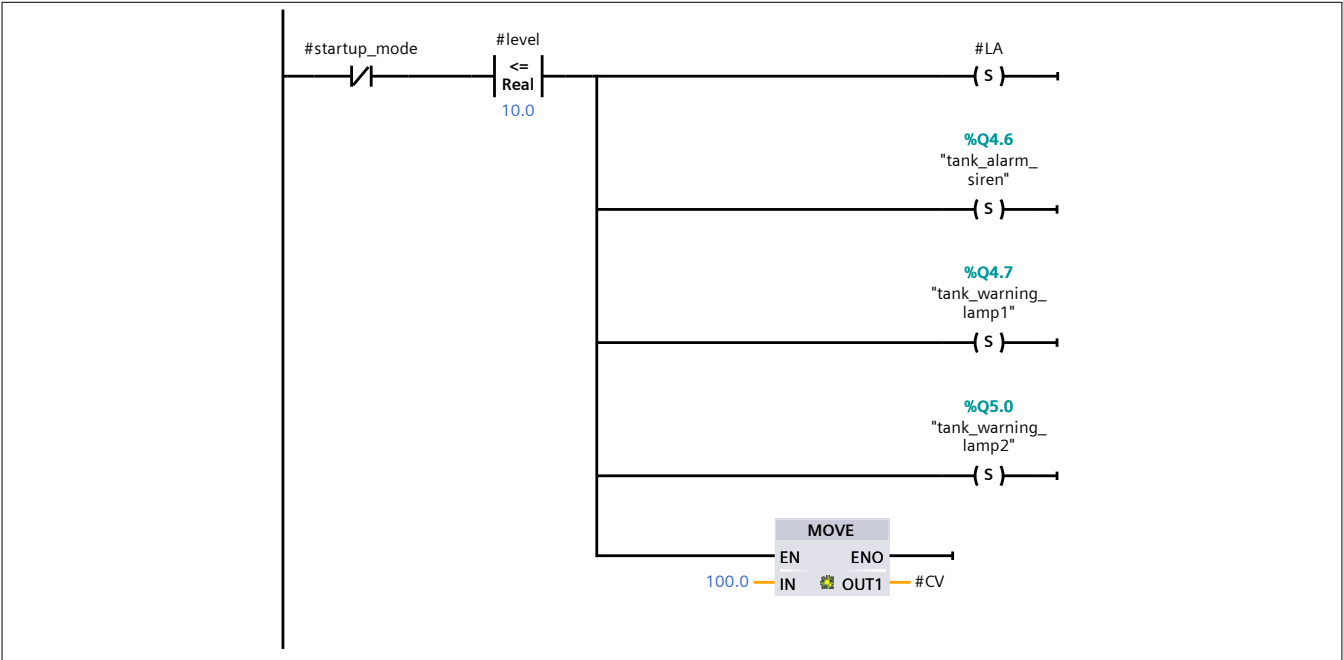 #startup_mode
#level
<=
Real
10.0
#LA
( S )
%Q4.6
"tank_alarm_
siren"
( S )
%Q4.7
"tank_warning_
lamp1"
( S )
%Q5.0
"tank_warning_
lamp2"
( S )
MOVE
EN ENO
100.0 IN OUT1 #CV